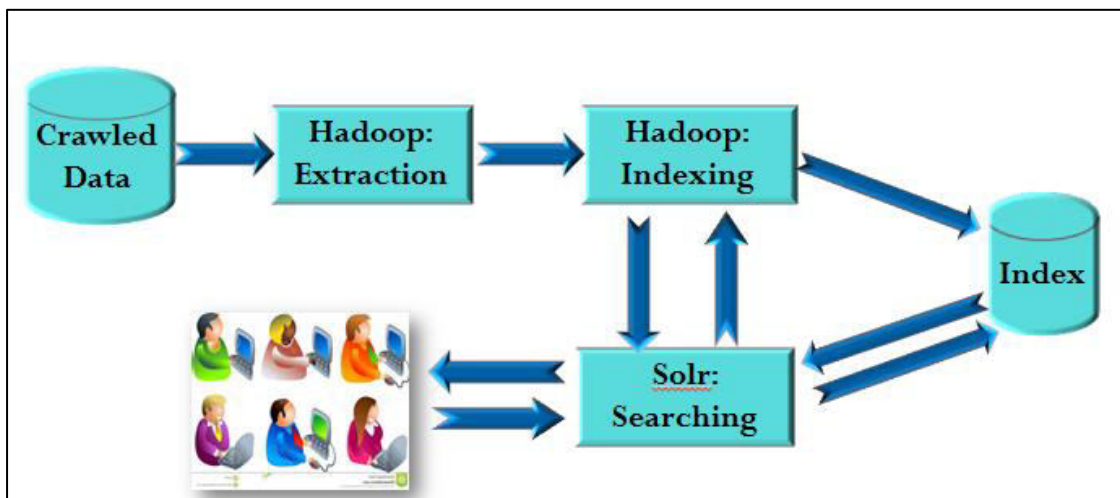 Crawled
Data
Hadoop:
Extraction
Hadoop:
Indexing
Index
Solr:
Searching